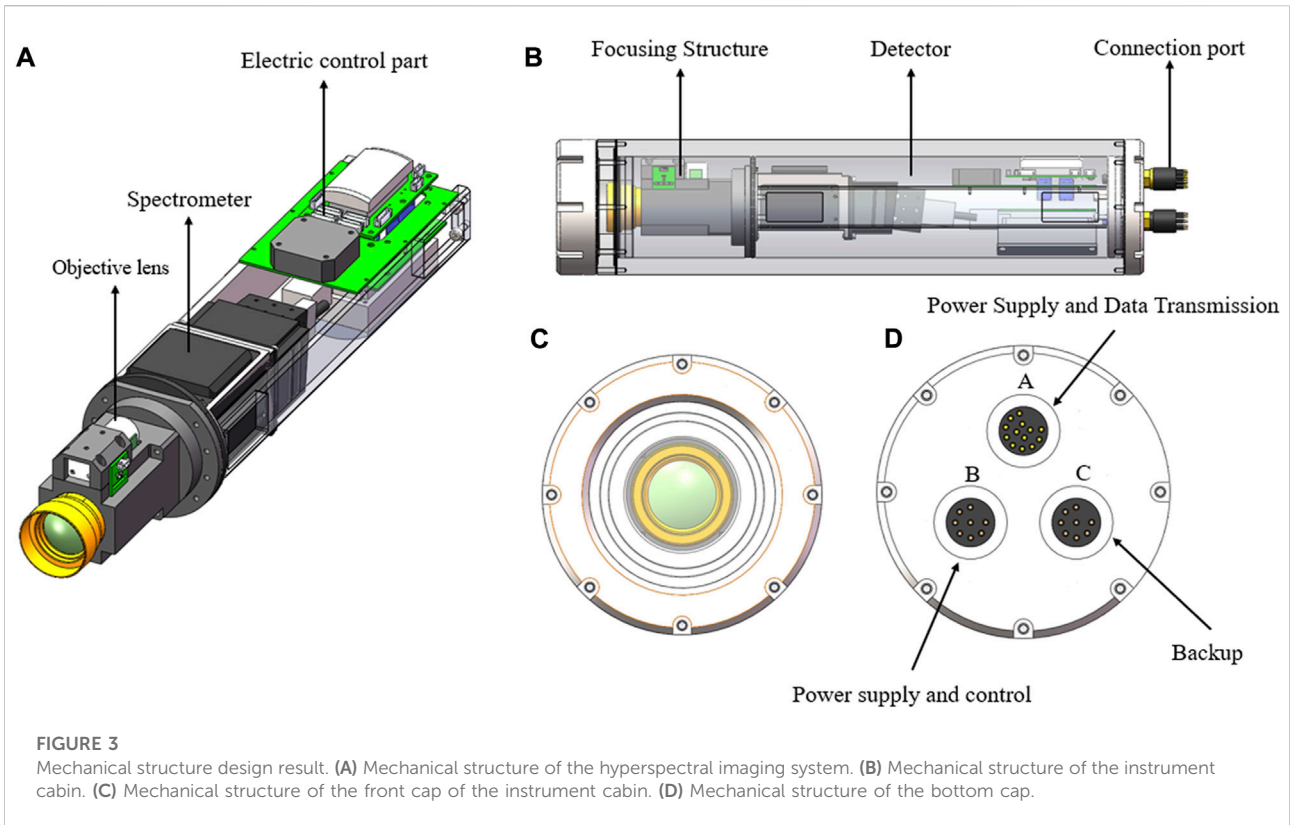 A
Electric control part
Spectrometer
Objective lens
B
Focusing Structure
Detector
Connection port
C
D
Power Supply and Data Transmission
A
B
C
Backup
Power supply and control
FIGURE 3
Mechanical structure design result. (A) Mechanical structure of the hyperspectral imaging system. (B) Mechanical structure of the instrument
cabin. (C) Mechanical structure of the front cap of the instrument cabin. (D) Mechanical structure of the bottom cap.